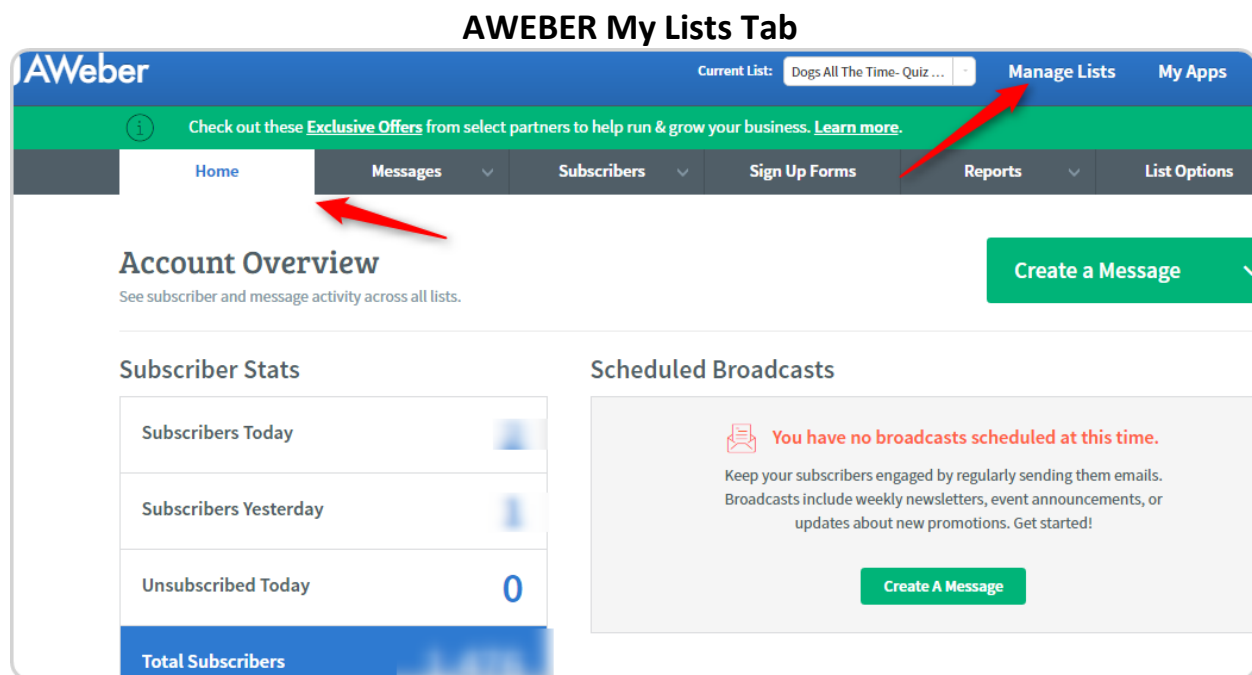 AWEBER My Lists Tab
AWeber
Current List: Dogs All The Time- Quiz ... Manage Lists My Apps
Check out these Exclusive Offers from select partners to help run & grow your business. Learn more.
Home Messages Subscribers Sign Up Forms Reports List Options
Account Overview
Create a Message
See subscriber and message activity across all lists.
Subscriber Stats
Scheduled Broadcasts
Subscribers Today
You have no broadcasts scheduled at this time.
Keep your subscribers engaged by regularly sending them emails.
Broadcasts include weekly newsletters, event announcements, or
updates about new promotions. Get started!
Subscribers Yesterday 1
Unsubscribed Today 0
Create A Message
Total Subscribers